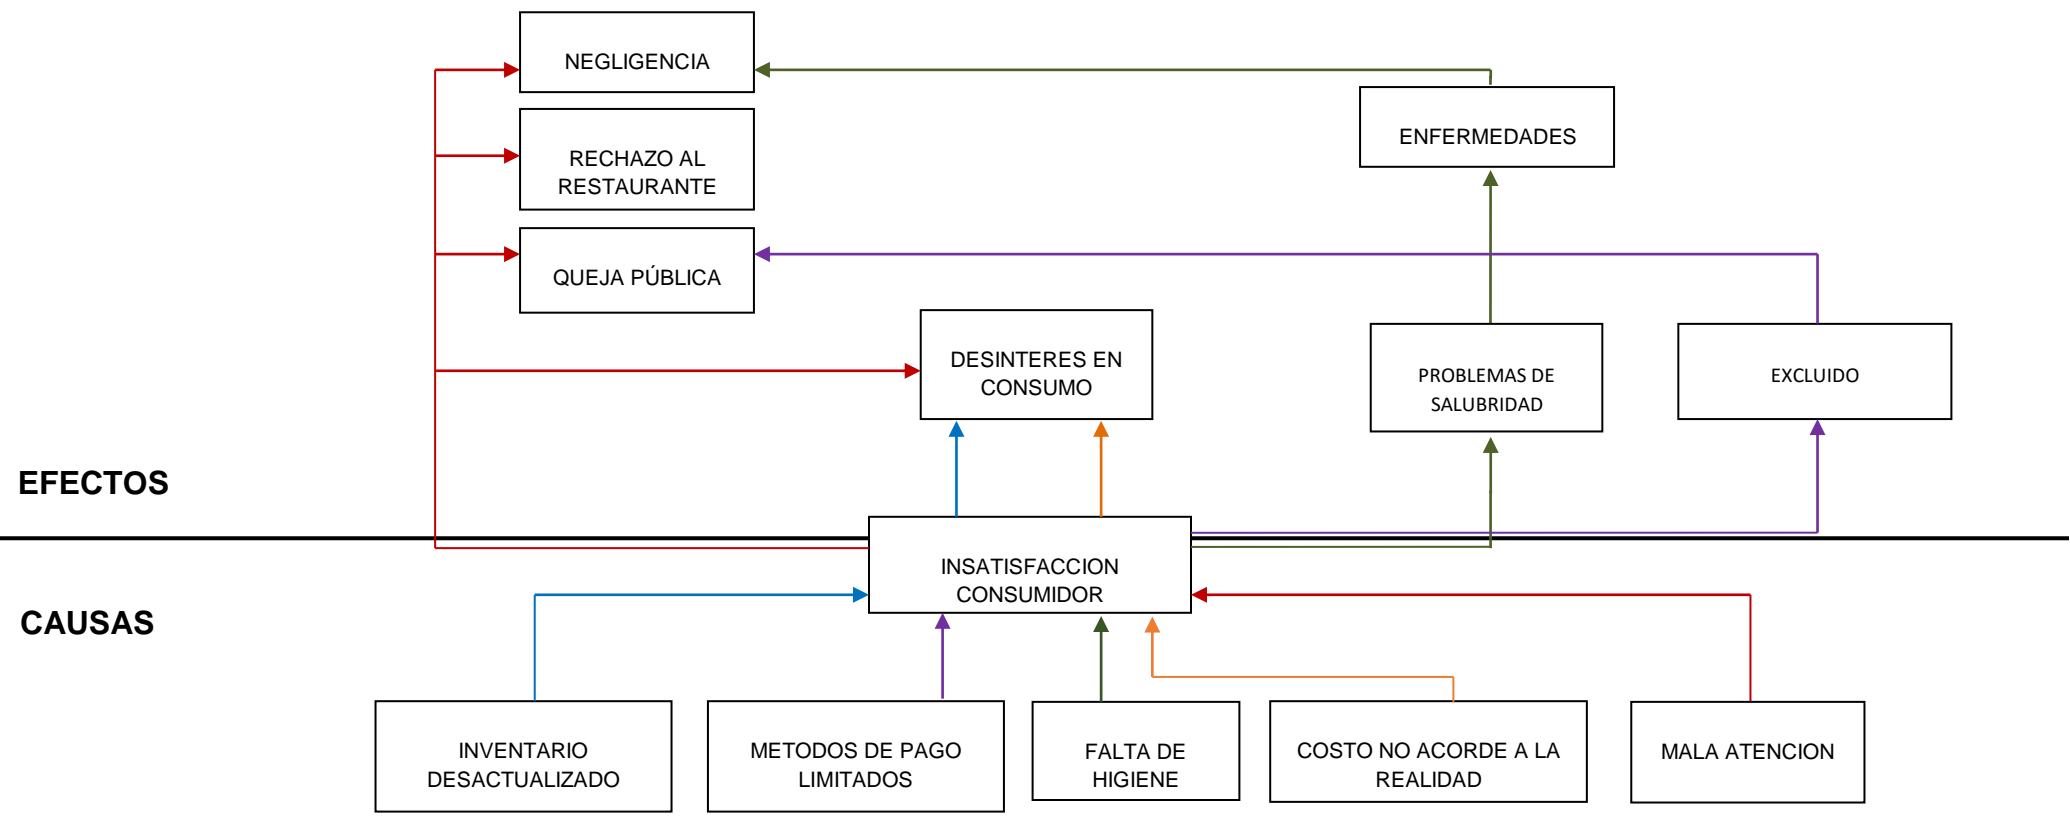 NEGLIGENCIA
ENFERMEDADES
RECHAZO AL
RESTAURANTE
QUEJA PÚBLICA
DESINTERES EN
CONSUMO
PROBLEMAS DE
SALUBRIDAD
EXCLUIDO
EFECTOS
INSATISFACCION
CONSUMIDOR
CAUSAS
INVENTARIO
DESACTUALIZADO
METODOS DE PAGO
LIMITADOS
FALTA DE
HIGIENE
COSTO NO ACORDE A LA
REALIDAD
MALA ATENCION